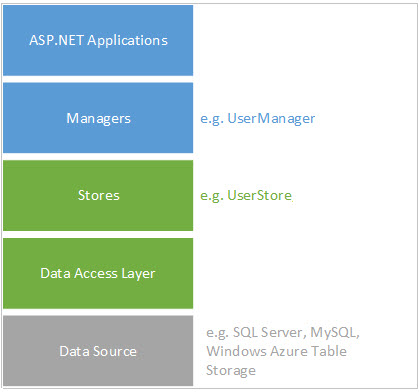 ASP.NET Applications
Managers
e.g. UserManager
Stores
e.g. UserStore
Data Access Layer
Data Source
e.g. SQL Server, MySQL,
Windows Azure Table
Storage